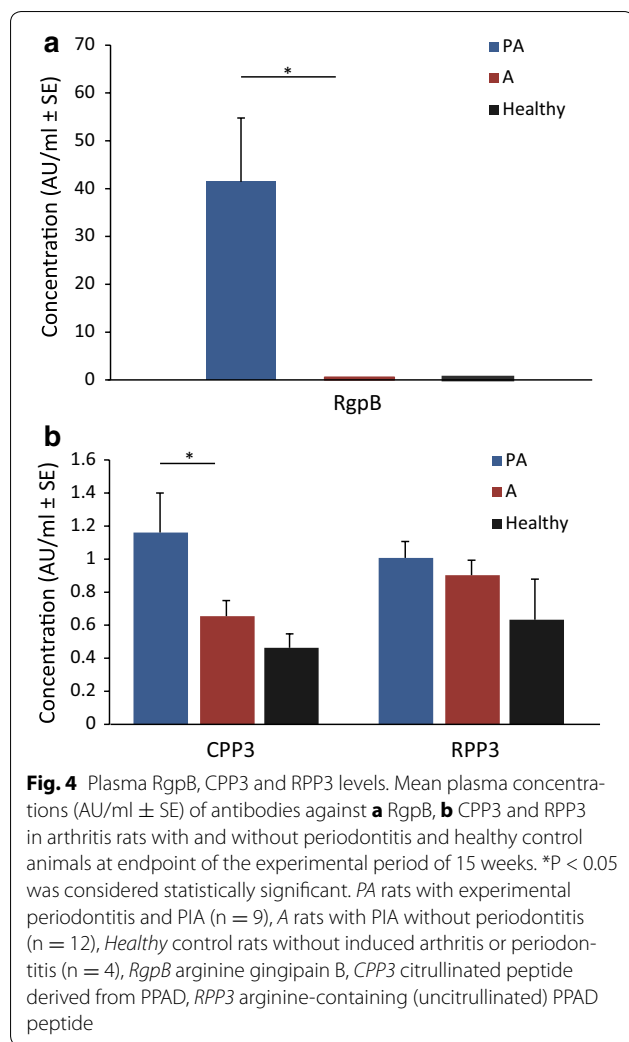 a
70
60
50
40
30
20
10
0
Concentration (AU/ml ± SE)
*
PA
A
Healthy
RgpB
b
1.6
1.4
1.2
1
0.8
0.6
0.4
0.2
0
Concentration (AU/ml ± SE)
*
PA
A
Healthy
CPP3 RPP3
Fig. 4 Plasma RgpB, CPP3 and RPP3 levels. Mean plasma concentra-
tions (AU/ml ± SE) of antibodies against a RgpB, b CPP3 and RPP3
in arthritis rats with and without periodontitis and healthy control
animals at endpoint of the experimental period of 15 weeks. *P < 0.05
was considered statistically significant. PA rats with experimental
periodontitis and PIA (n = 9), A rats with PIA without periodontitis
(n = 12), Healthy control rats without induced arthritis or periodon-
titis (n = 4), RgpB arginine gingipain B, CPP3 citrullinated peptide
derived from PPAD, RPP3 arginine-containing (uncitrullinated) PPAD
peptide